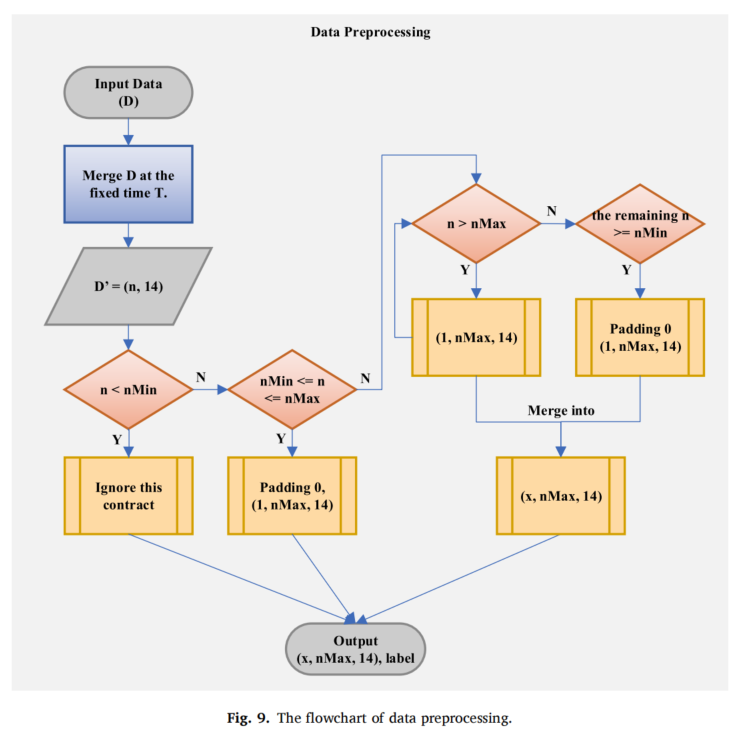 Data Preprocessing
Input Data
(D)
Merge D at the
fixed time T.
D’ = (n, 14)
n < nMin
N
Y
Ignore this
contract
nMin <= n
<= nMax
N
Y
Padding 0,
(1, nMax, 14)
n > nMax
N
Y
(1, nMax, 14)
the remaining n
>= nMin
Y
Padding 0
(1, nMax, 14)
Merge into
(x, nMax, 14)
Output
(x, nMax, 14), label
Fig. 9. The flowchart of data preprocessing.